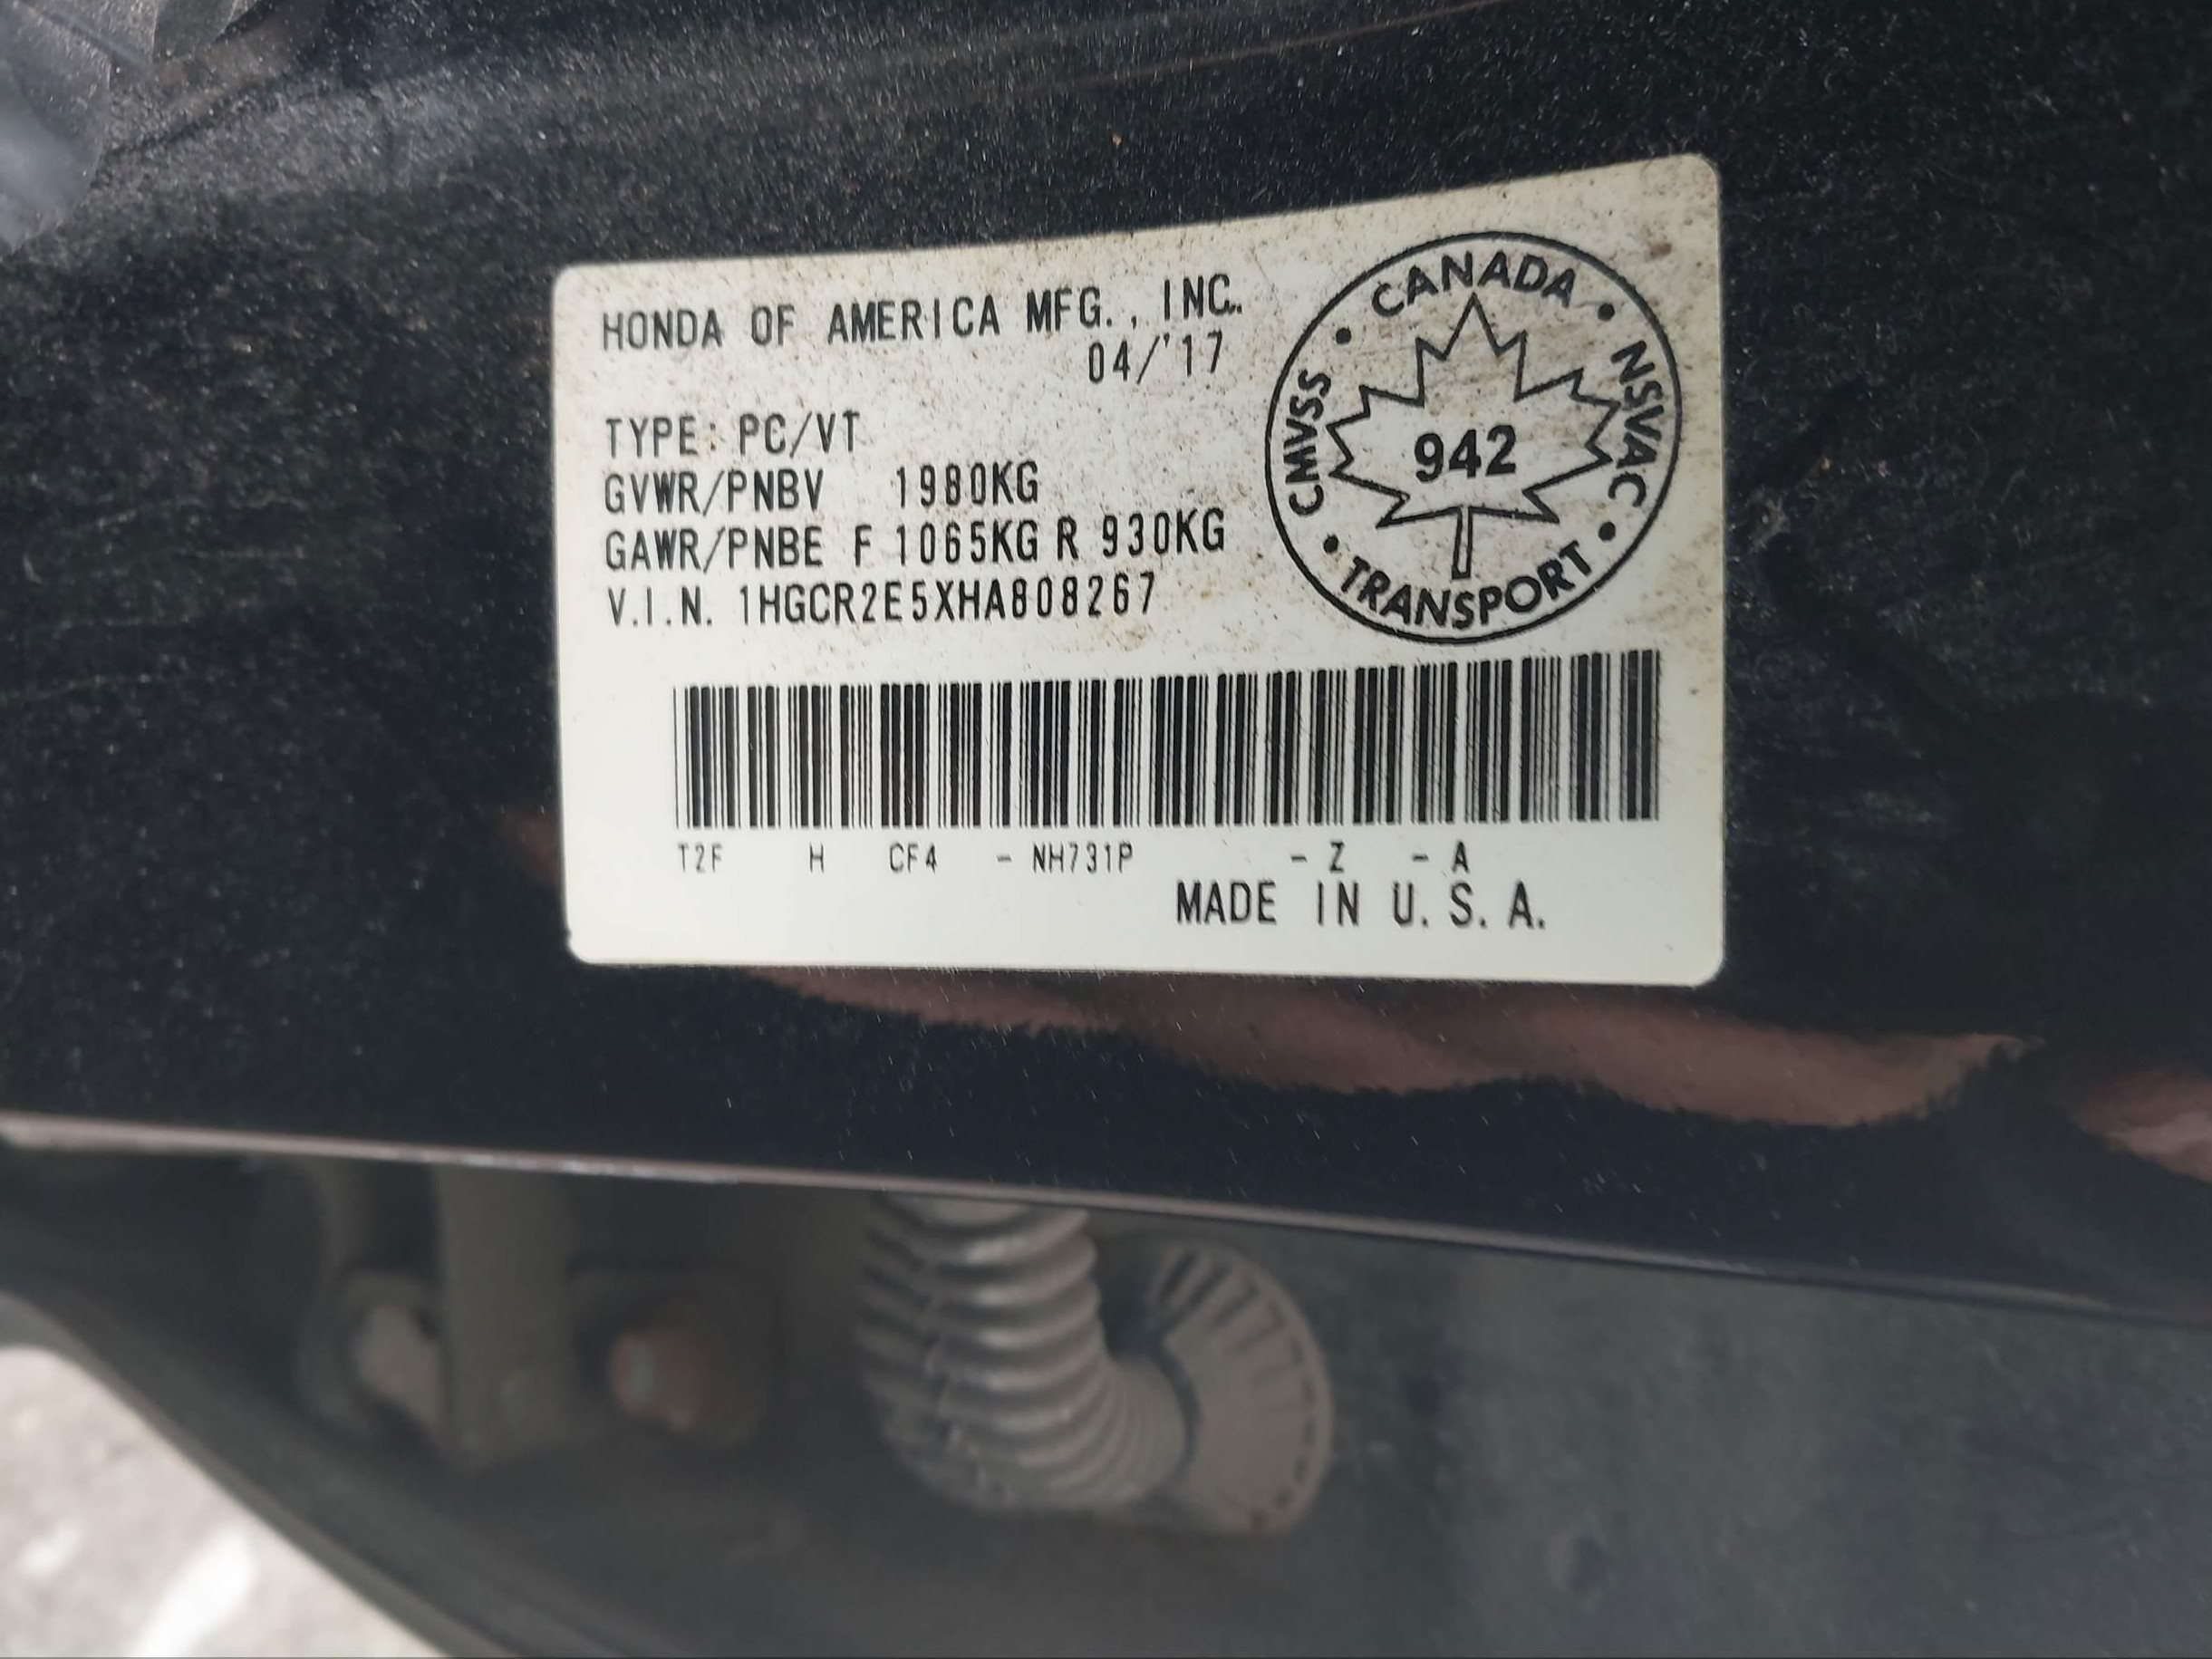 HONDA OF AMERICA MFG., INC.
04/'17
TYPE: PC/VT
GVWR/PNBV 1980KG
GAWR/PNBE F 1065KG R 930KG
V.I.N. 1HGCR2E5XHA808267
CANADA • NSVAC • TRANSPORT • CMVSS •
942
T2F H CF4 - NH731P - Z - A
MADE IN U.S.A.